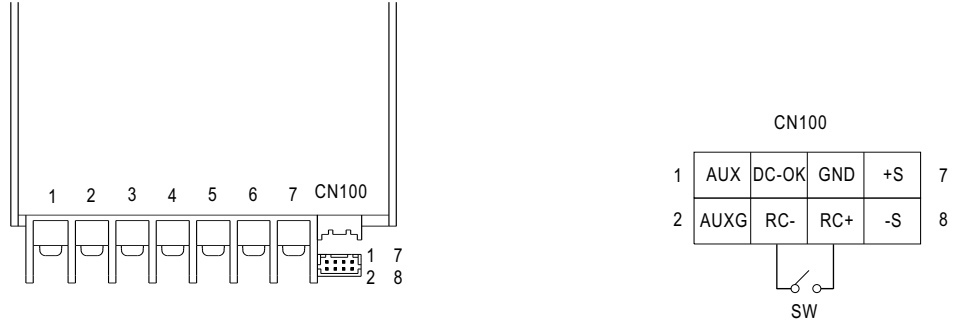 1 2 3 4 5 6 7 CN100
1 7
2 8
CN100
1 AUX DC-OK GND +S 7
2 AUXG RC- RC+ -S 8
SW